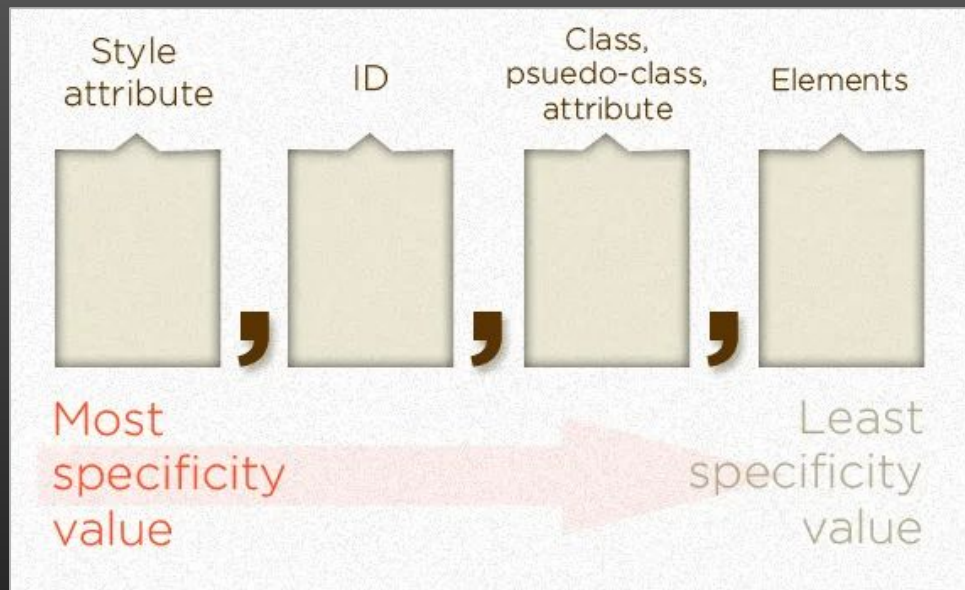 Style
attribute
ID
Class,
psuedo-class,
attribute
Elements
, , ,
Most
specificity
value
Least
specificity
value